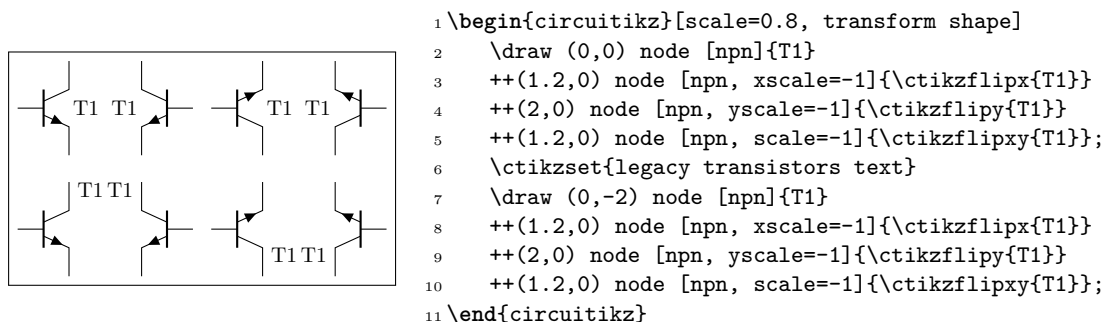 T1 T1 T1 T1
T1 T1
T1 T1
1 \begin{circuitikz}[scale=0.8, transform shape]
2 \draw (0,0) node [npn]{T1}
3 ++(1.2,0) node [npn, xscale=-1]{\ctikzflipx{T1}}
4 ++(2,0) node [npn, yscale=-1]{\ctikzflipy{T1}}
5 ++(1.2,0) node [npn, scale=-1]{\ctikzflipxy{T1}};
6 \ctikzset{legacy transistors text}
7 \draw (0,-2) node [npn]{T1}
8 ++(1.2,0) node [npn, xscale=-1]{\ctikzflipx{T1}}
9 ++(2,0) node [npn, yscale=-1]{\ctikzflipy{T1}}
10 ++(1.2,0) node [npn, scale=-1]{\ctikzflipxy{T1}};
11 \end{circuitikz}